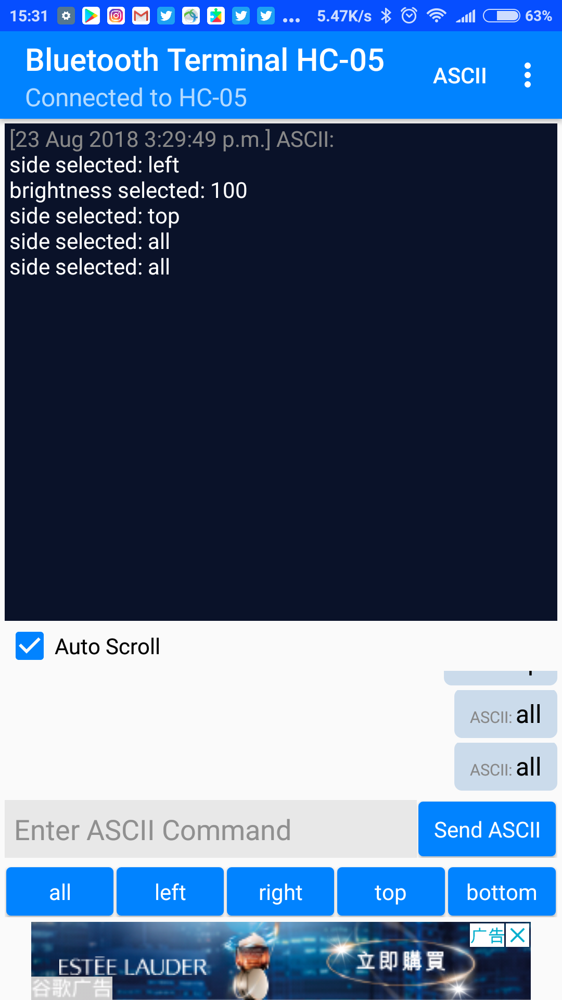 15:31 ... 5.47K/s 63%
Bluetooth Terminal HC-05
ASCII
Connected to HC-05
[23 Aug 2018 3:29:49 p.m.] ASCII:
side selected: left
brightness selected: 100
side selected: top
side selected: all
side selected: all
Auto Scroll
ASCII: all
ASCII: all
Enter ASCII Command
Send ASCII
all left right top bottom
广告
ESTĒE LAUDER
立即購買
谷歌广告